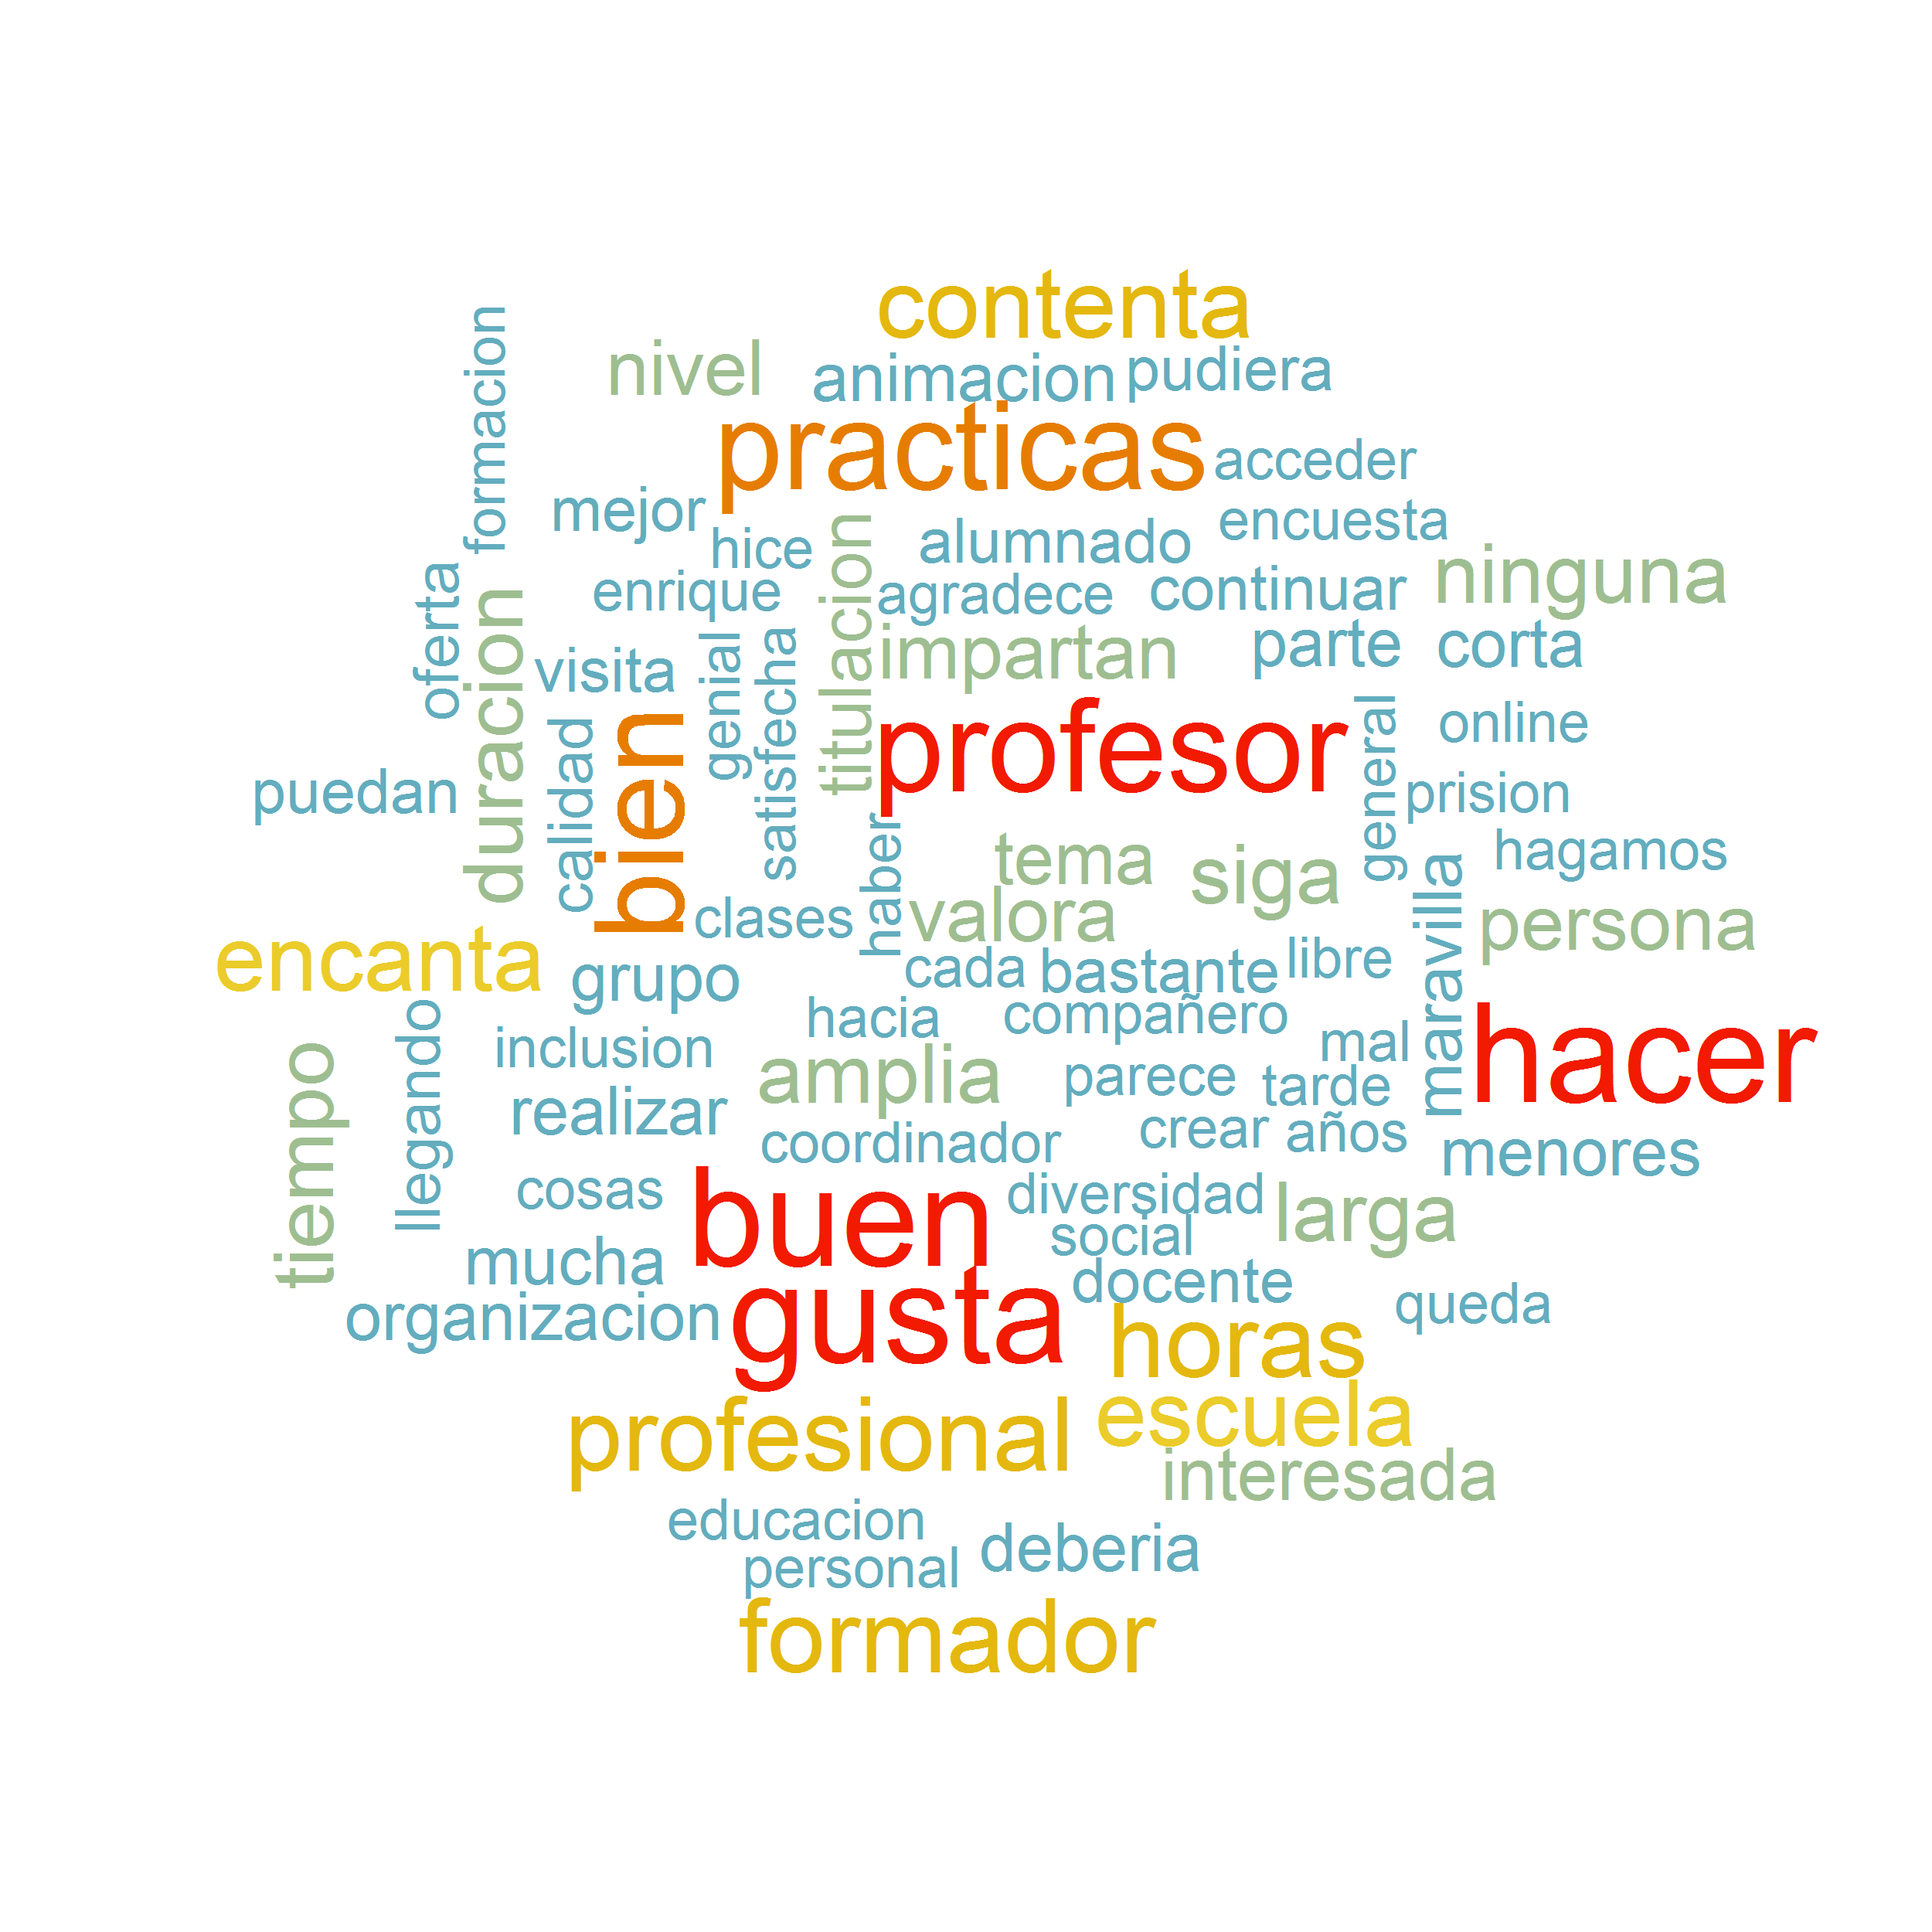 contenta
nivel
animacion
pudiera
formacion
practicas
acceder
mejor
hice
alumnado
encuesta
titulacion
oferta
enrique
agradece
continuar
ninguna
duracion
visita
genial
satisfecha
impartan
parte
corta
calidad
bien
profesor
general
online
puedan
prision
haber
tema
siga
hagamos
maravilla
clases
valora
persona
encanta
grupo
cada
bastante
libre
hacer
llegando
hacia
compañero
mal
tiempo
inclusion
amplia
parece
tarde
realizar
coordinador
crear
años
menores
cosas
buen
diversidad
larga
social
mucha
docente
organizacion
gusta
horas
queda
profesional
escuela
interesada
educacion
deberia
personal
formador